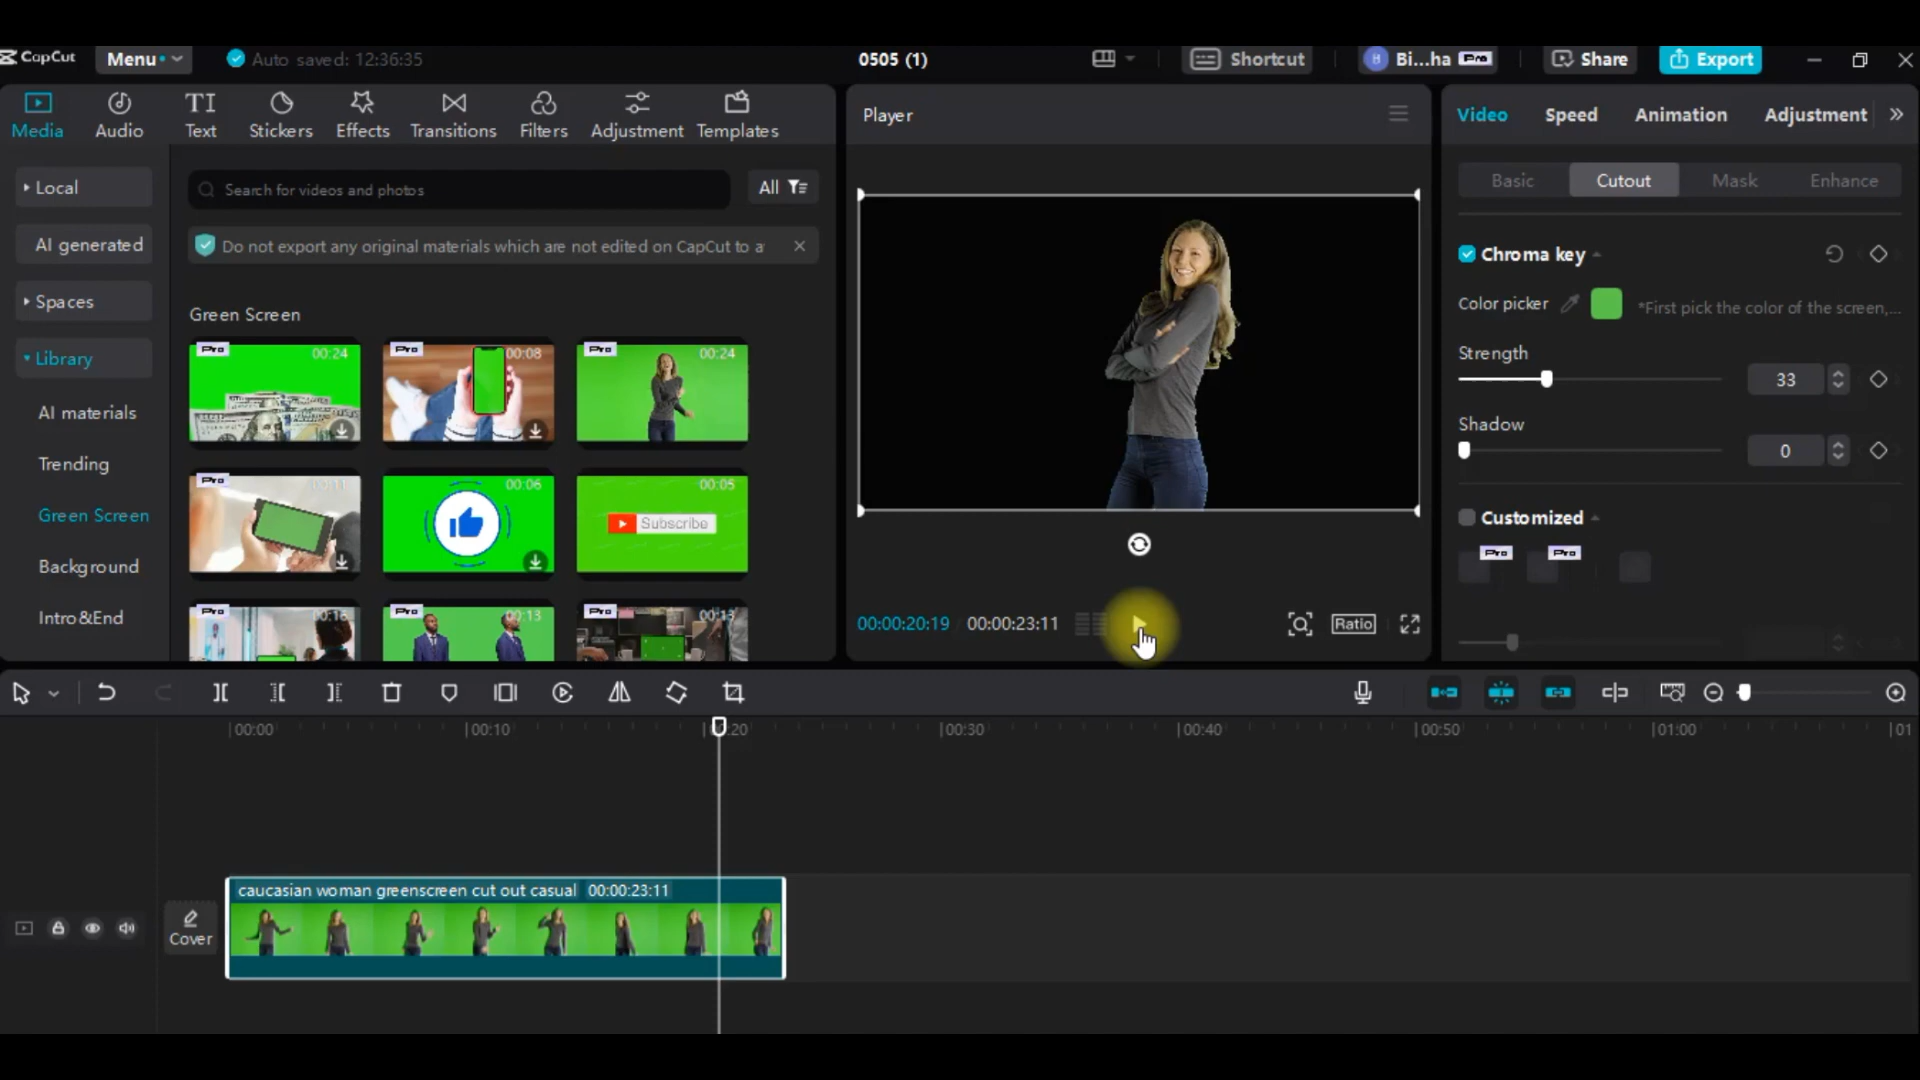 CapCut
Menu
Auto saved: 12:36:35
0505 (1)
Shortcut
Bi...ha
Pro
Share
Export
Media
Audio
TI
Text
Stickers
Effects
Transitions
Filters
Adjustment
Templates
Player
Video
Speed
Animation
Adjustment
Local
AI generated
Spaces
Library
AI materials
Trending
Green Screen
Background
Intro&End
Search for videos and photos
All
Do not export any original materials which are not edited on CapCut to a
Green Screen
Pro
00:24
Pro
00:08
Pro
00:24
Pro
00:11
00:06
Subscribe
00:05
Pro
00:16
Pro
00:13
Pro
00:13
00:00:20:19
00:00:23:11
Ratio
Basic
Cutout
Mask
Enhance
Chroma key
Color picker
*First pick the color of the screen,...
Strength
33
Shadow
0
Customized
Pro
Pro
00:00
00:10
00:20
00:30
00:40
00:50
01:00
01
Cover
caucasian woman greenscreen cut out casual 00:00:23:11